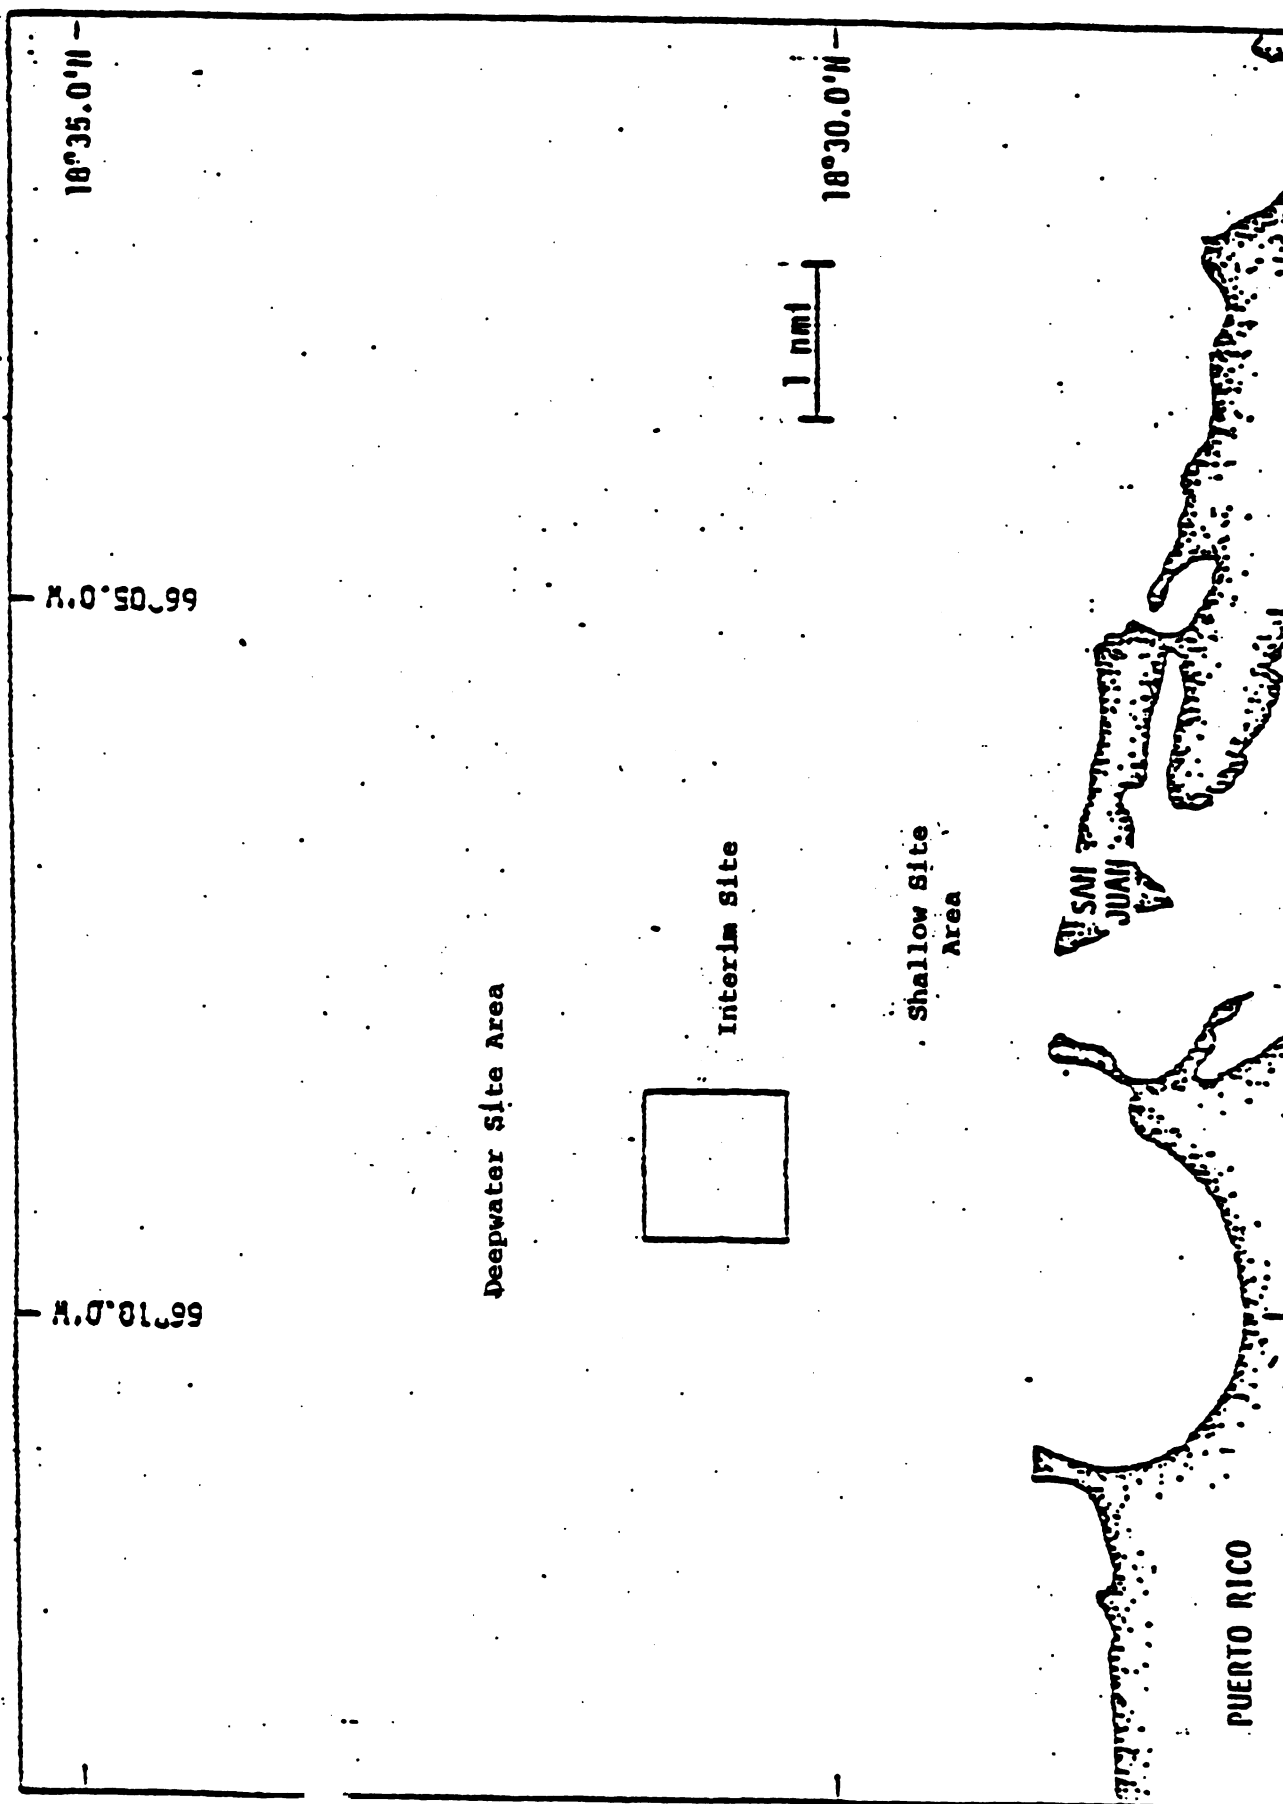 18°35.0'N
18°30.0'N
1 nmi
66°05.0'W
66°10.0'W
Deepwater Site Area
Interim Site
Shallow Site
Area
SAN
JUAN
PUERTO RICO